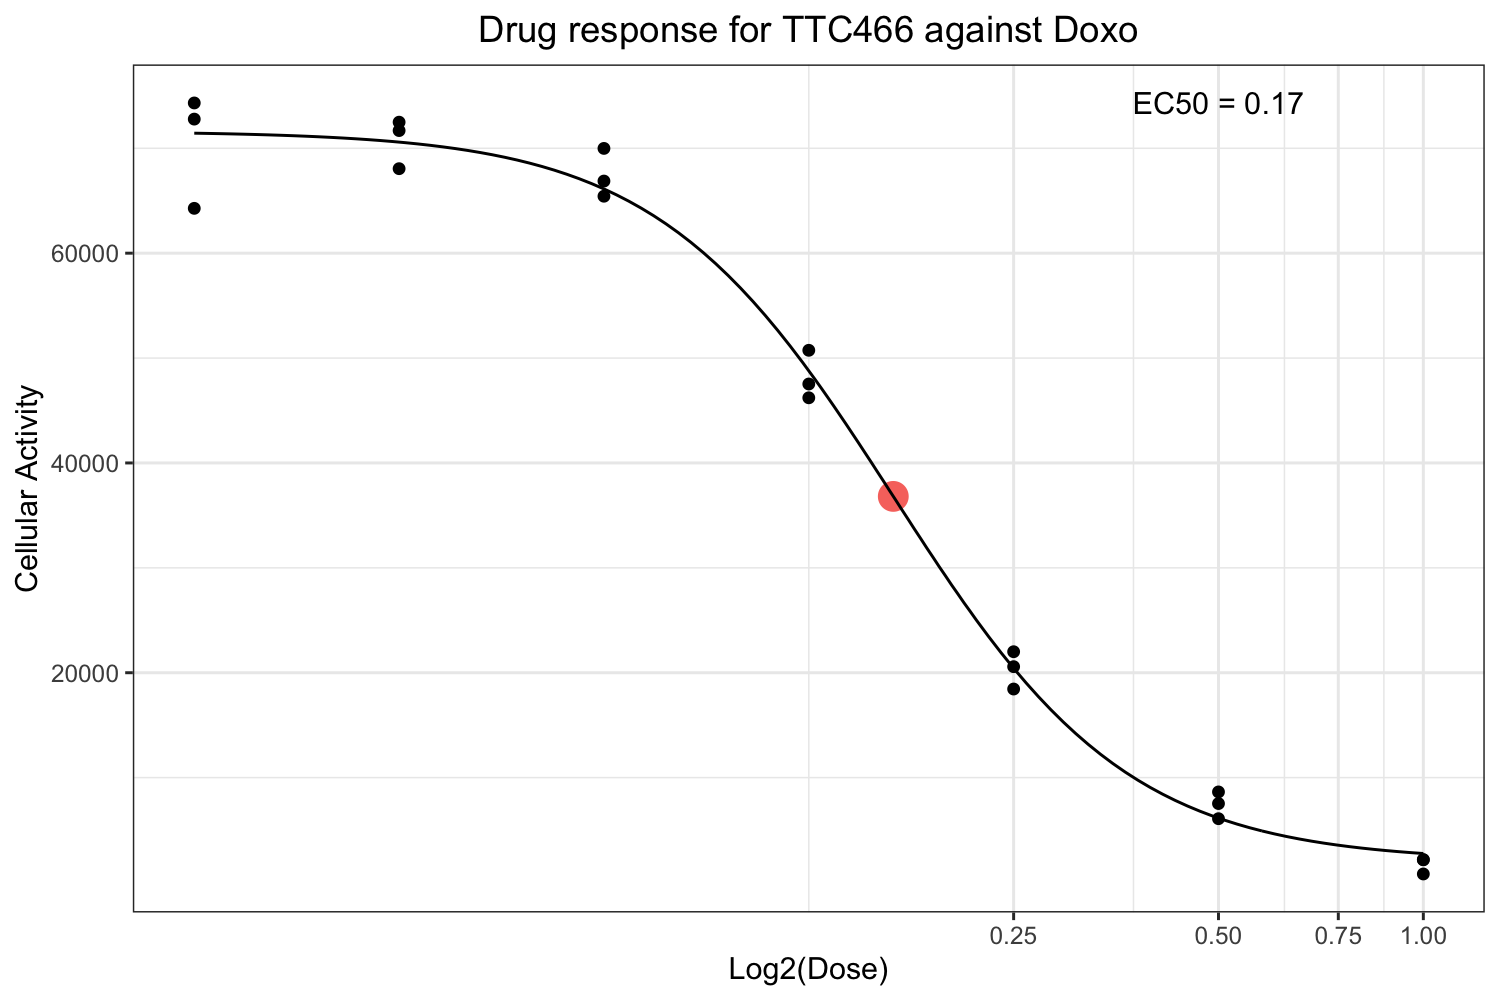 Drug response for TTC466 against Doxo
EC50 = 0.17
60000
40000
20000
Cellular Activity
0.25 0.50 0.75 1.00
Log2(Dose)